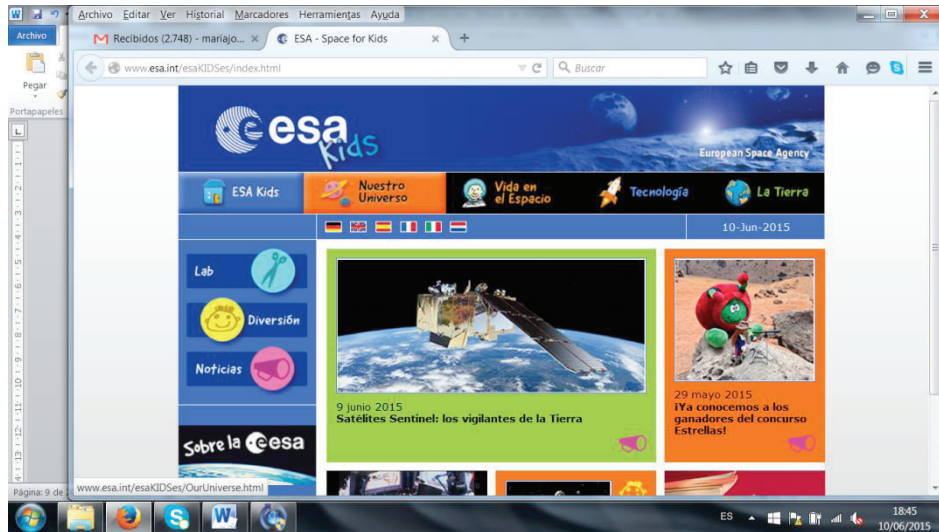 Archivo Editar Ver Historial Marcadores Herramientas Ayuda
Archivo
Recibidos (2.748) - mariajo...
ESA - Space for Kids
www.esa.int/esaKIDSes/index.html
Buscar
Pegar
Portapapeles
esa
Kids
European Space Agency
ESA Kids
Nuestro
Universo
Vida en
el Espacio
Tecnología
La Tierra
10-Jun-2015
Lab
Diversión
Noticias
9 junio 2015
Satélites Sentinel: los vigilantes de la Tierra
29 mayo 2015
¡Ya conocemos a los
ganadores del concurso
Estrellas!
Sobre la esa
Página: 9 de
www.esa.int/esaKIDSes/OurUniverse.html
ES
18:45
10/06/2015